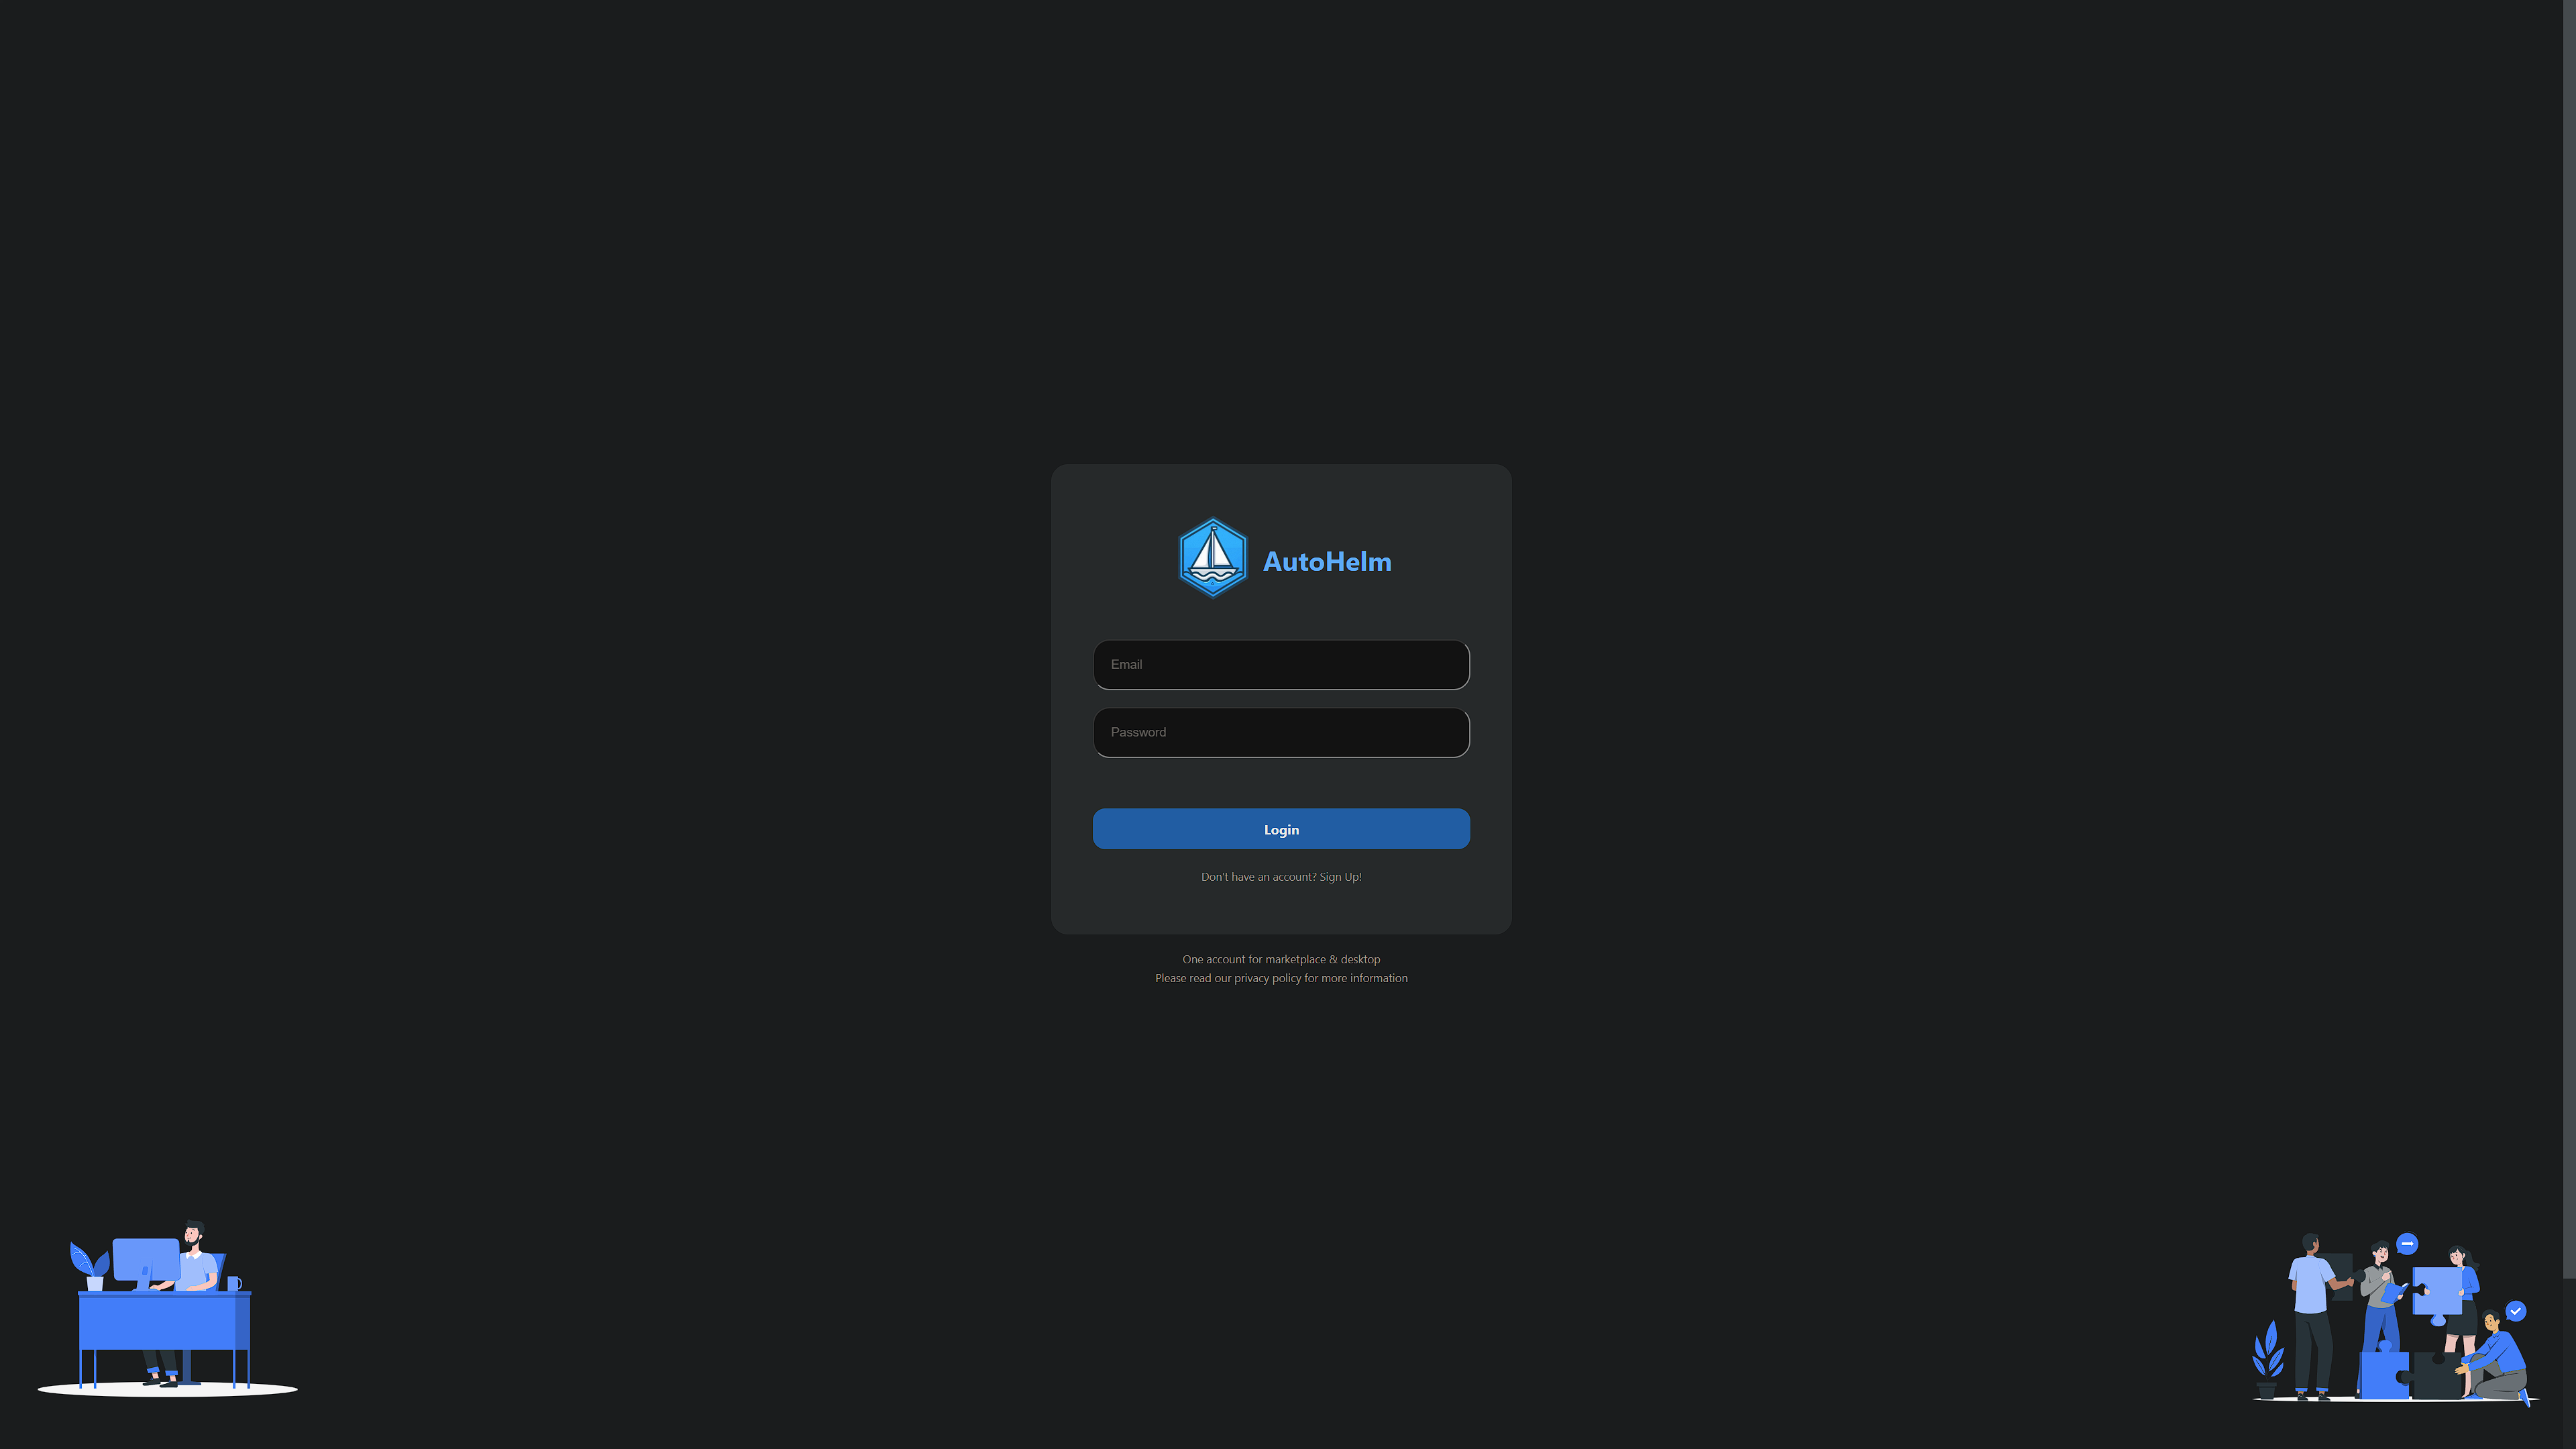 AutoHelm
Email
Password
Login
Don't have an account? Sign Up!
One account for marketplace & desktop
Please read our privacy policy for more information